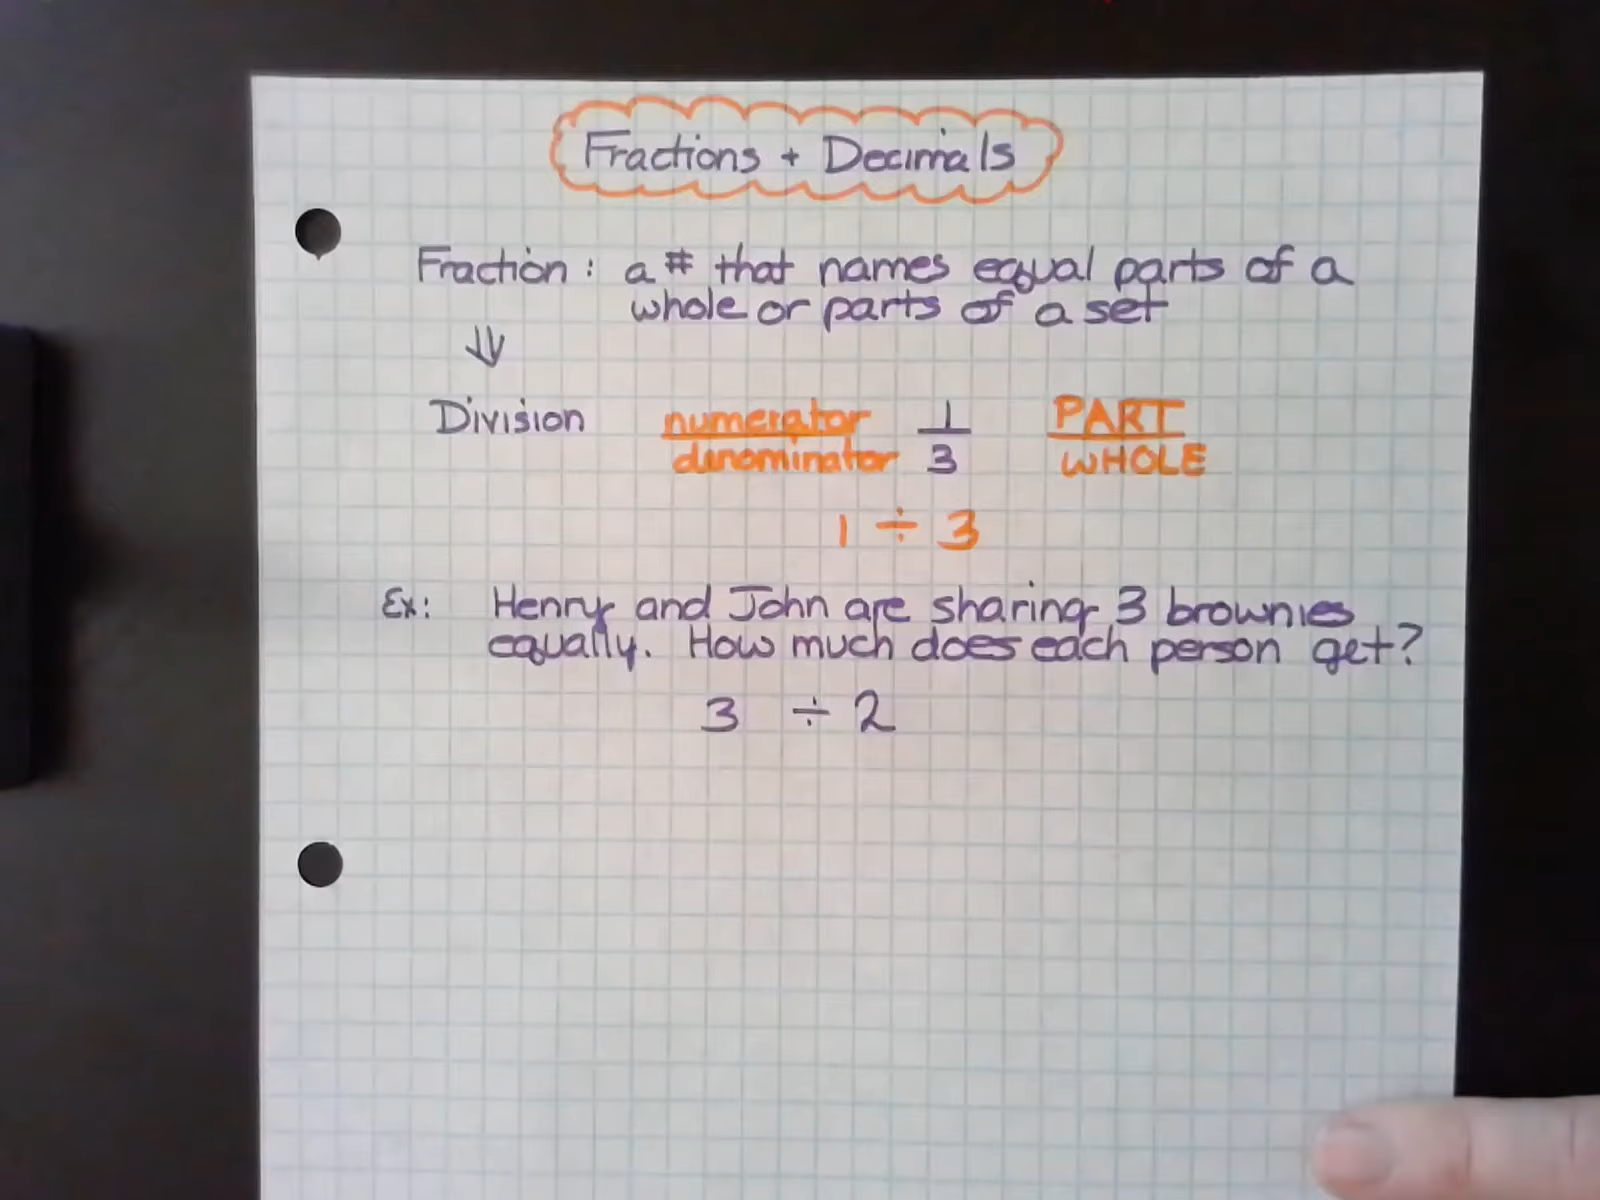 Fractions + Decimals
Fraction: a # that names equal parts of a
whole or parts of a set
⇓
Division numerator 1 PART
denominator 3 WHOLE
1 ÷ 3
Ex: Henry and John are sharing 3 brownies
equally. How much does each person get?
3 ÷ 2